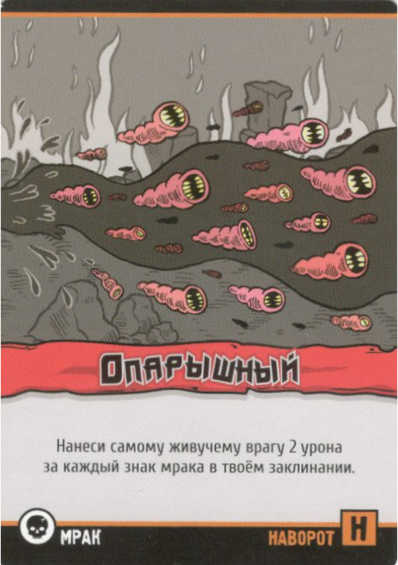 Опарышный
Нанеси самому живучему врагу 2 урона
за каждый знак мрака в твоём заклинании.
МРАК
НАВОРОТ Н